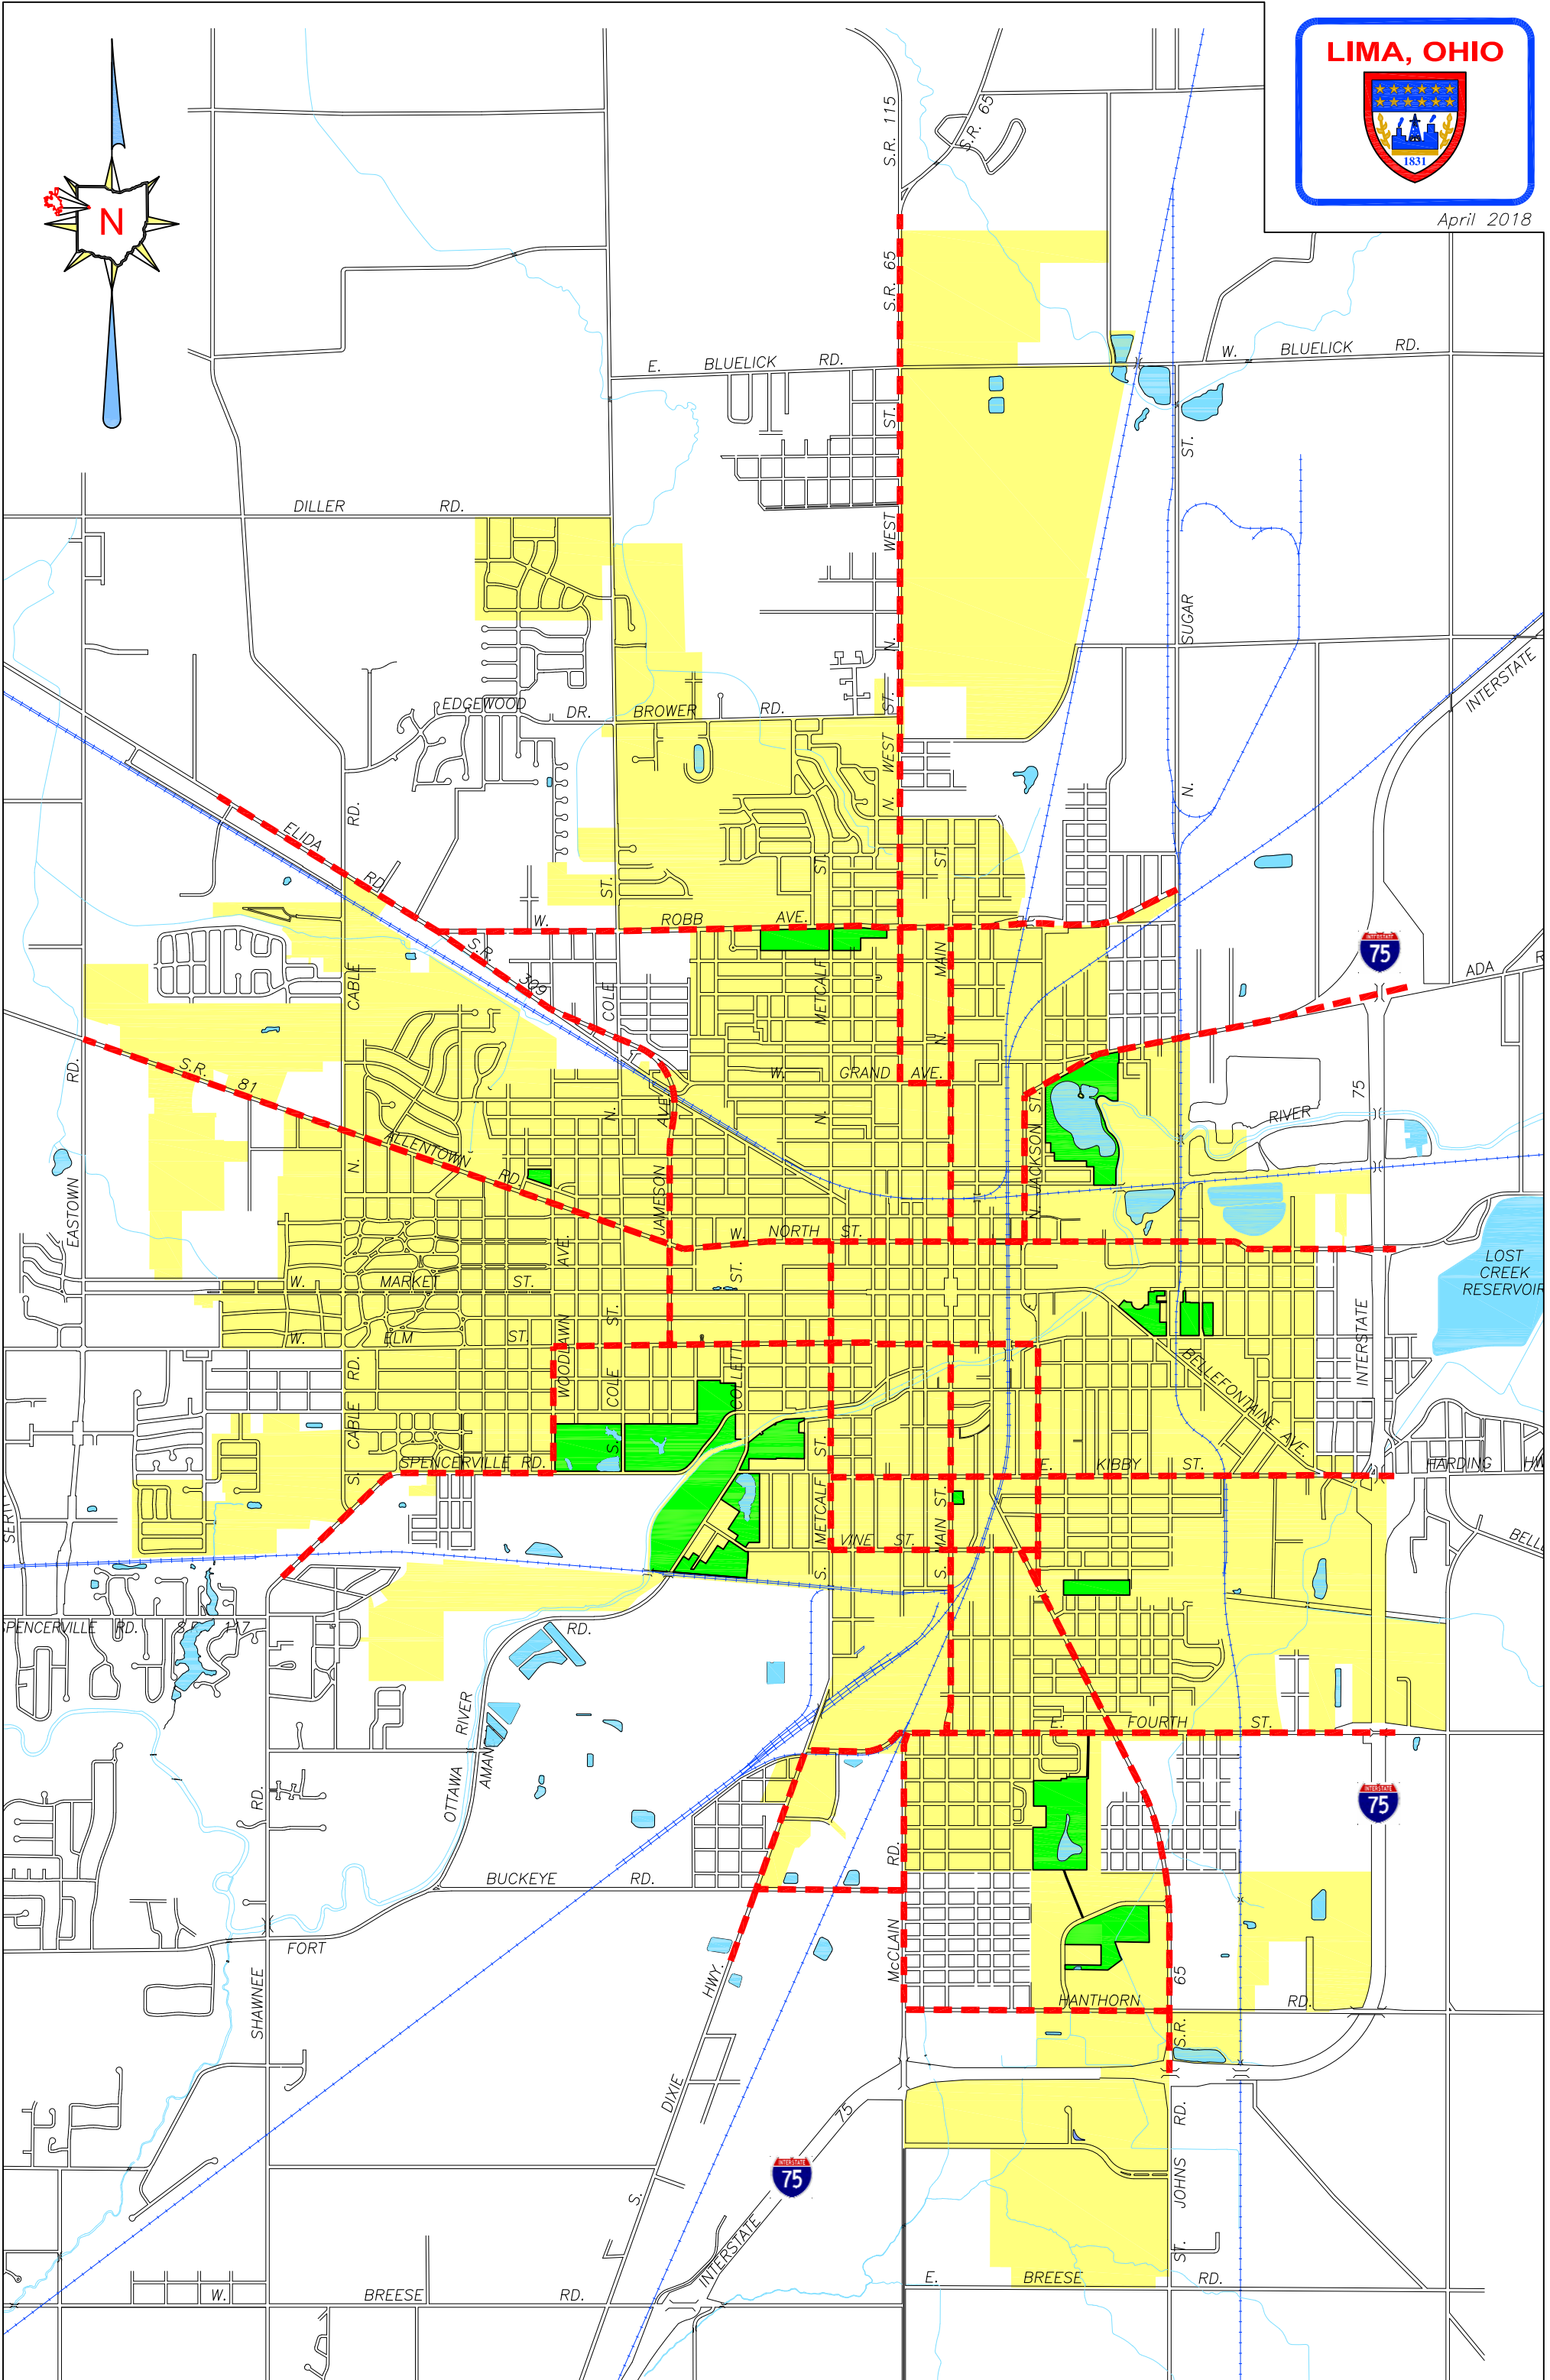 LIMA, OHIO
1831
April 2018
N
S.R. 115
S.R. 65
S.R. 65
E. BLUELICK RD.
W. BLUELICK RD.
ST.
ST.
DILLER RD.
WEST
SUGAR
N.
INTERSTATE
EDGEWOOD DR.
BROWER RD.
ST.
WEST
N.
N.
ELIDA RD.
RD.
ST.
ST.
ST.
W. ROBB AVE.
S.R. 309
CABLE
COLE
METCALF
MAIN
N.
INTERSTATE
75
ADA
RD.
S.R. 81
W. GRAND AVE.
N.
AVE.
N.
75
RIVER
ALLENTOWN RD.
N.
JAMESON
N. JACKSON ST.
EASTOWN
W. NORTH ST.
AVE.
ST.
LOST
CREEK
RESERVOIR
W. MARKET ST.
W. ELM ST.
WOODLAWN
ST.
COLE
S.
COLLETT
INTERSTATE
RD.
CABLE
S.
BELLEFONTAINE AVE
SPENCERVILLE RD.
ST.
METCALF
S.
E. KIBBY ST.
HARDING
VINE ST.
S. MAIN ST.
SPENCERVILLE RD.
S.R. 117
RD.
OTTAWA RIVER
E. FOURTH ST.
INTERSTATE
75
RD.
SHAWNEE
BUCKEYE RD.
RD.
McCLAIN
FORT
HWY.
DIXIE
S.
HANTHORN RD.
65
S.R.
75
INTERSTATE
INTERSTATE
75
RD.
JOHNS
ST.
W. BREESE RD.
E. BREESE RD.